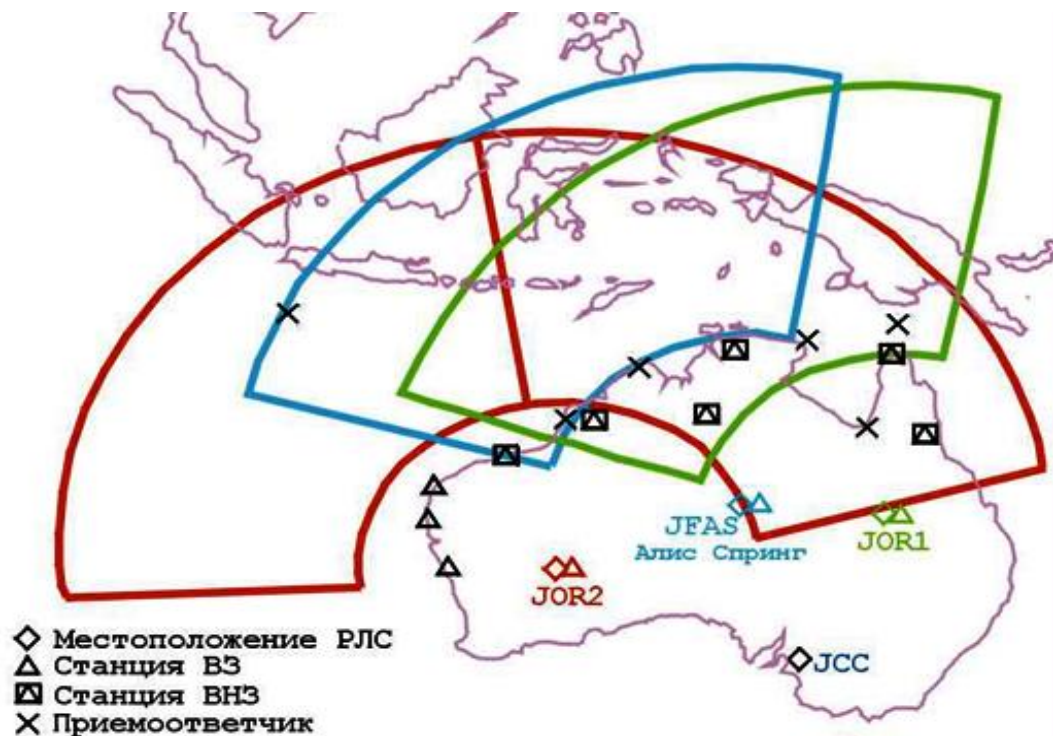 JFAS
Алис Спринг
JOR1
JOR2
JCC
Местоположение РЛС
Станция ВЗ
Станция ВНЗ
Приемоответчик